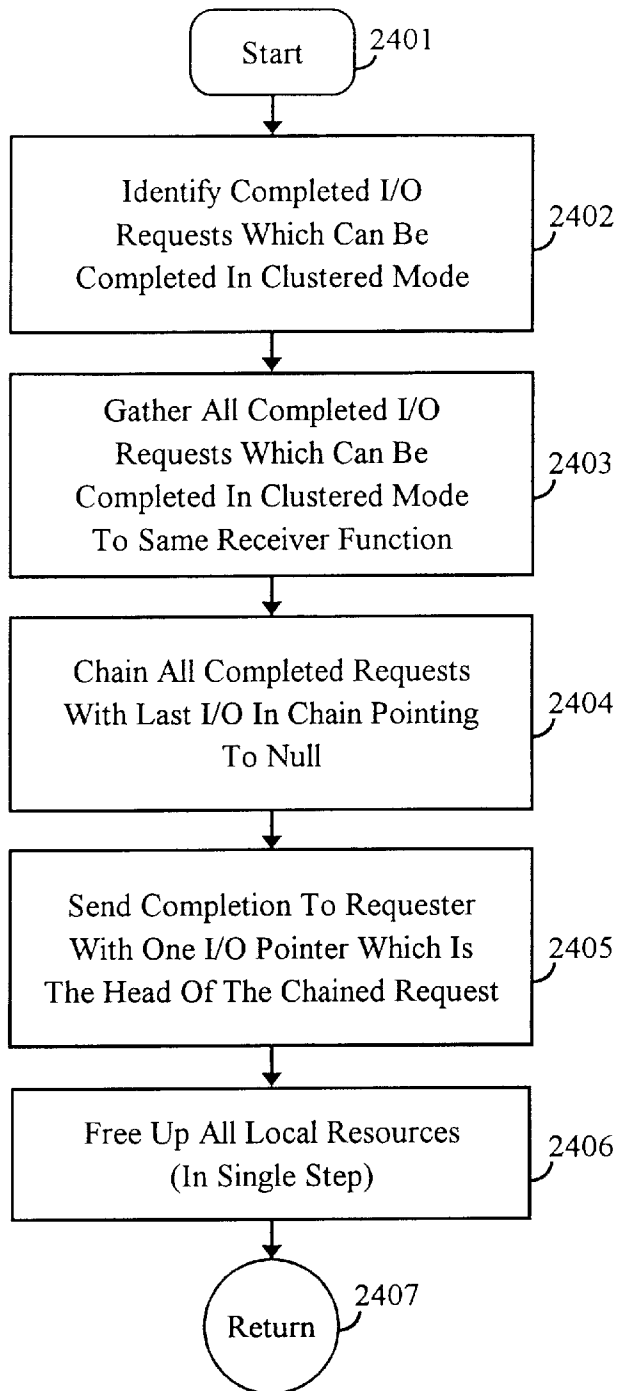 Start
2401
Identify Completed I/O
Requests Which Can Be
Completed In Clustered Mode
2402
Gather All Completed I/O
Requests Which Can Be
Completed In Clustered Mode
To Same Receiver Function
2403
Chain All Completed Requests
With Last I/O In Chain Pointing
To Null
2404
Send Completion To Requester
With One I/O Pointer Which Is
The Head Of The Chained Request
2405
Free Up All Local Resources
(In Single Step)
2406
Return
2407